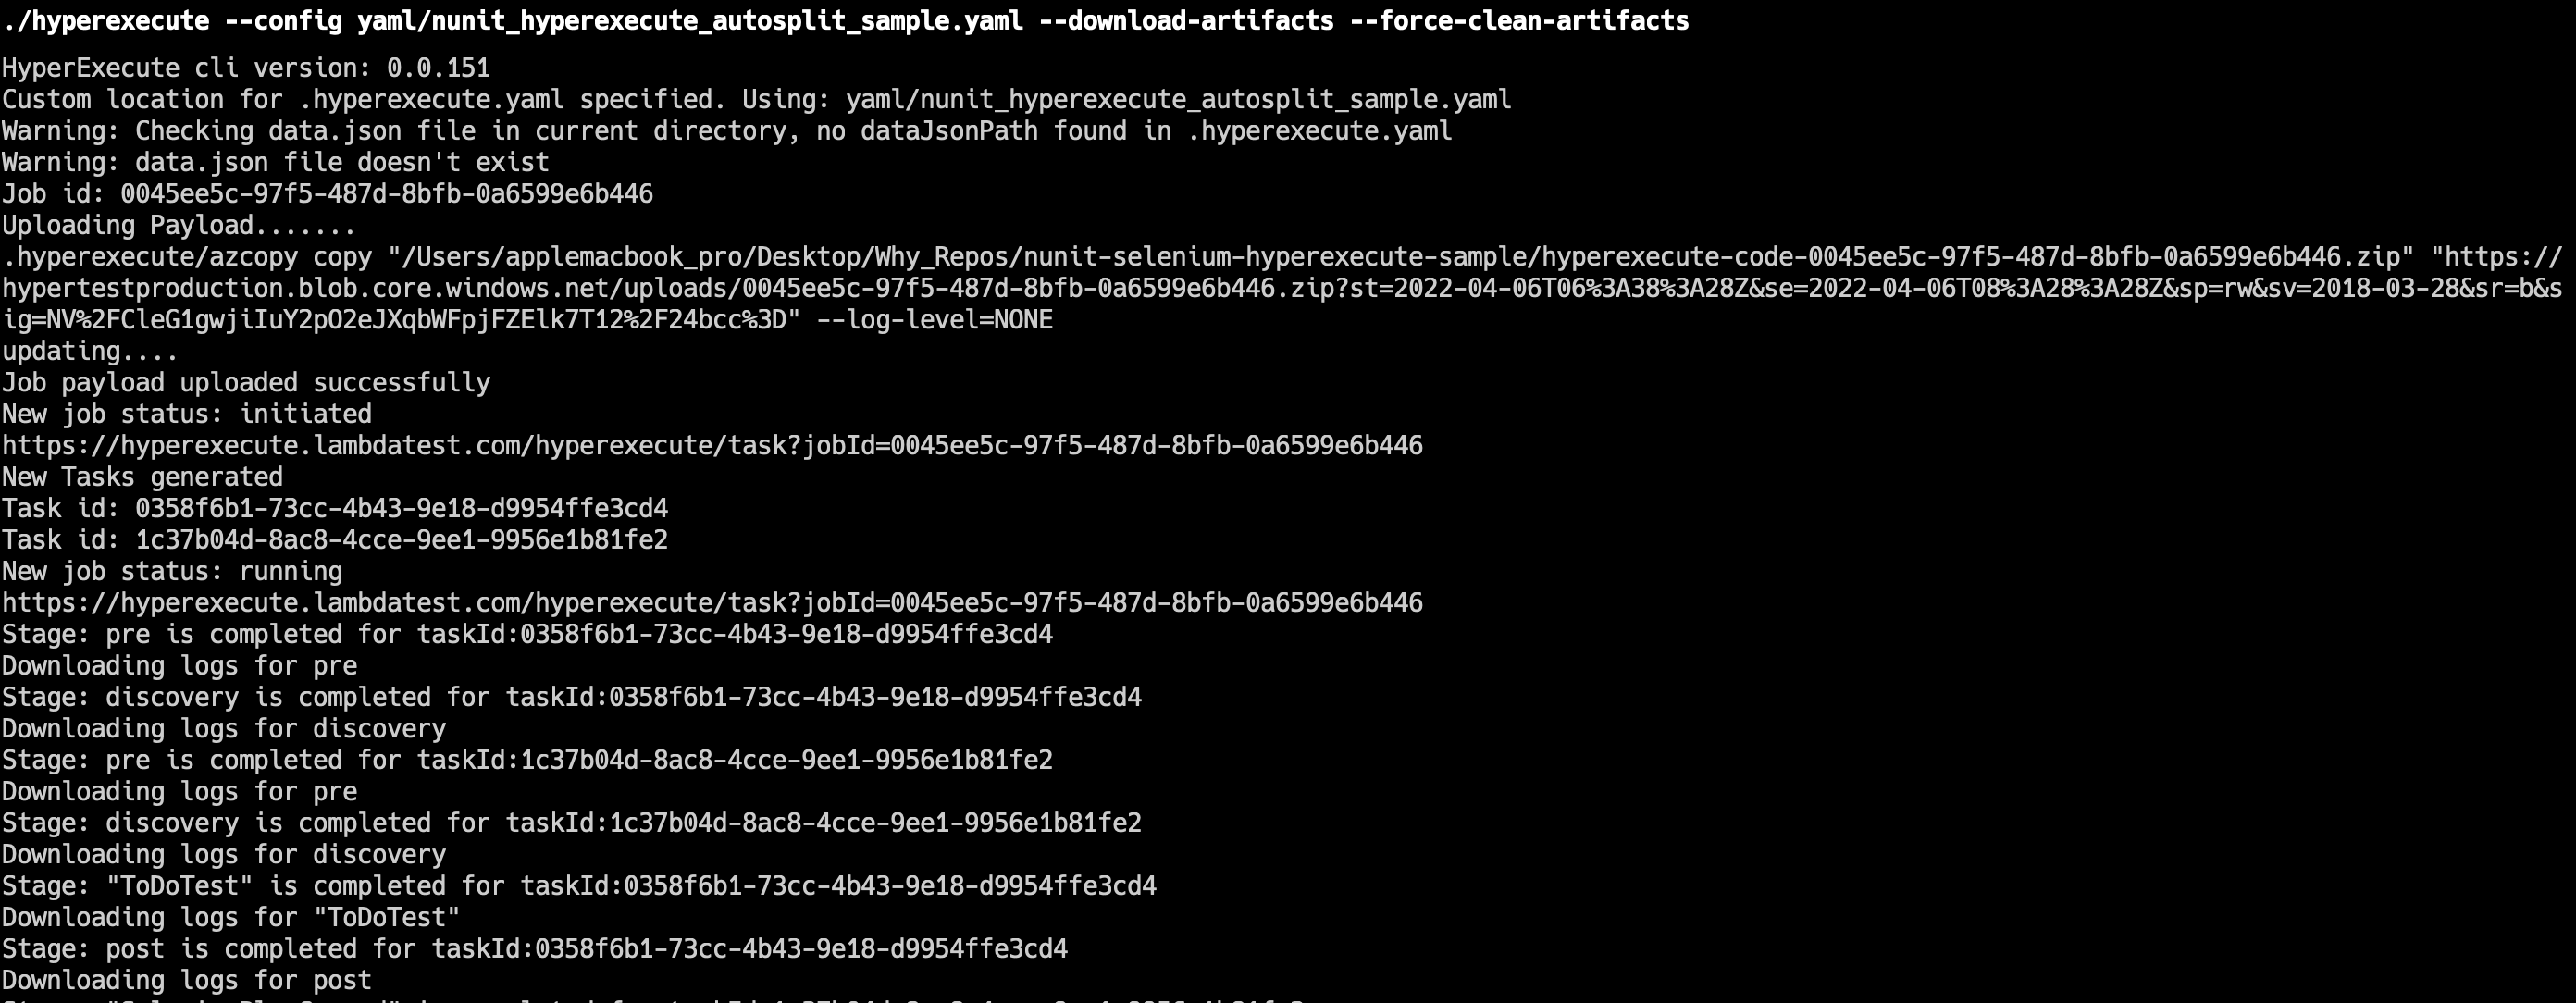 ./hyperexecute --config yaml/nunit_hyperexecute_autosplit_sample.yaml --download-artifacts --force-clean-artifacts
HyperExecute cli version: 0.0.151
Custom location for .hyperexecute.yaml specified. Using: yaml/nunit_hyperexecute_autosplit_sample.yaml
Warning: Checking data.json file in current directory, no dataJsonPath found in .hyperexecute.yaml
Warning: data.json file doesn't exist
Job id: 0045ee5c-97f5-487d-8bfb-0a6599e6b446
Uploading Payload.......
.hyperexecute/azcopy copy "/Users/applemacbook_pro/Desktop/Why_Repos/nunit-selenium-hyperexecute-sample/hyperexecute-code-0045ee5c-97f5-487d-8bfb-0a6599e6b446.zip" "https://
hypertestproduction.blob.core.windows.net/uploads/0045ee5c-97f5-487d-8bfb-0a6599e6b446.zip?st=2022-04-06T06%3A38%3A28Z&se=2022-04-06T08%3A28%3A28Z&sp=rw&sv=2018-03-28&sr=b&s
ig=NV%2FCleG1gwjiIuY2pO2eJXqbWFpjFZElk7T12%2F24bcc%3D" --log-level=NONE
updating....
Job payload uploaded successfully
New job status: initiated
https://hyperexecute.lambdatest.com/hyperexecute/task?jobId=0045ee5c-97f5-487d-8bfb-0a6599e6b446
New Tasks generated
Task id: 0358f6b1-73cc-4b43-9e18-d9954ffe3cd4
Task id: 1c37b04d-8ac8-4cce-9ee1-9956e1b81fe2
New job status: running
https://hyperexecute.lambdatest.com/hyperexecute/task?jobId=0045ee5c-97f5-487d-8bfb-0a6599e6b446
Stage: pre is completed for taskId:0358f6b1-73cc-4b43-9e18-d9954ffe3cd4
Downloading logs for pre
Stage: discovery is completed for taskId:0358f6b1-73cc-4b43-9e18-d9954ffe3cd4
Downloading logs for discovery
Stage: pre is completed for taskId:1c37b04d-8ac8-4cce-9ee1-9956e1b81fe2
Downloading logs for pre
Stage: discovery is completed for taskId:1c37b04d-8ac8-4cce-9ee1-9956e1b81fe2
Downloading logs for discovery
Stage: "ToDoTest" is completed for taskId:0358f6b1-73cc-4b43-9e18-d9954ffe3cd4
Downloading logs for "ToDoTest"
Stage: post is completed for taskId:0358f6b1-73cc-4b43-9e18-d9954ffe3cd4
Downloading logs for post